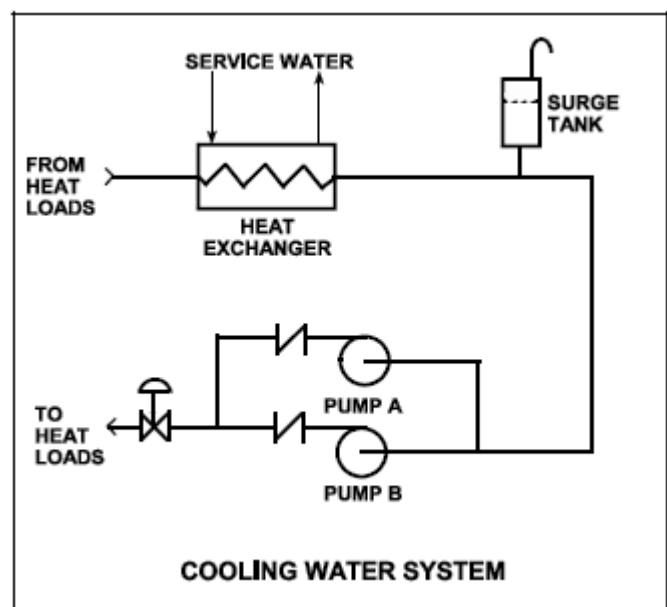 SERVICE WATER
SURGE
TANK
FROM
HEAT
LOADS
HEAT
EXCHANGER
PUMP A
TO
HEAT
LOADS
PUMP B
COOLING WATER SYSTEM